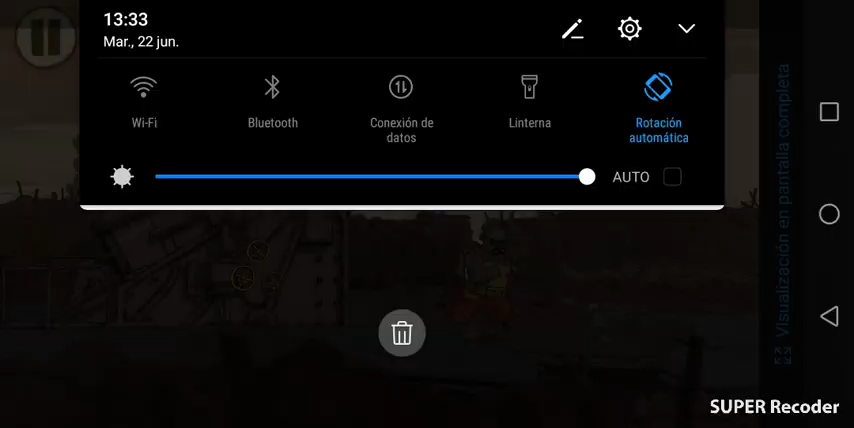 13:33
Mar., 22 jun.
Wi-Fi
Bluetooth
Conexión de
datos
Linterna
Rotación
automática
AUTO
Visualización en pantalla completa
SUPER Recoder